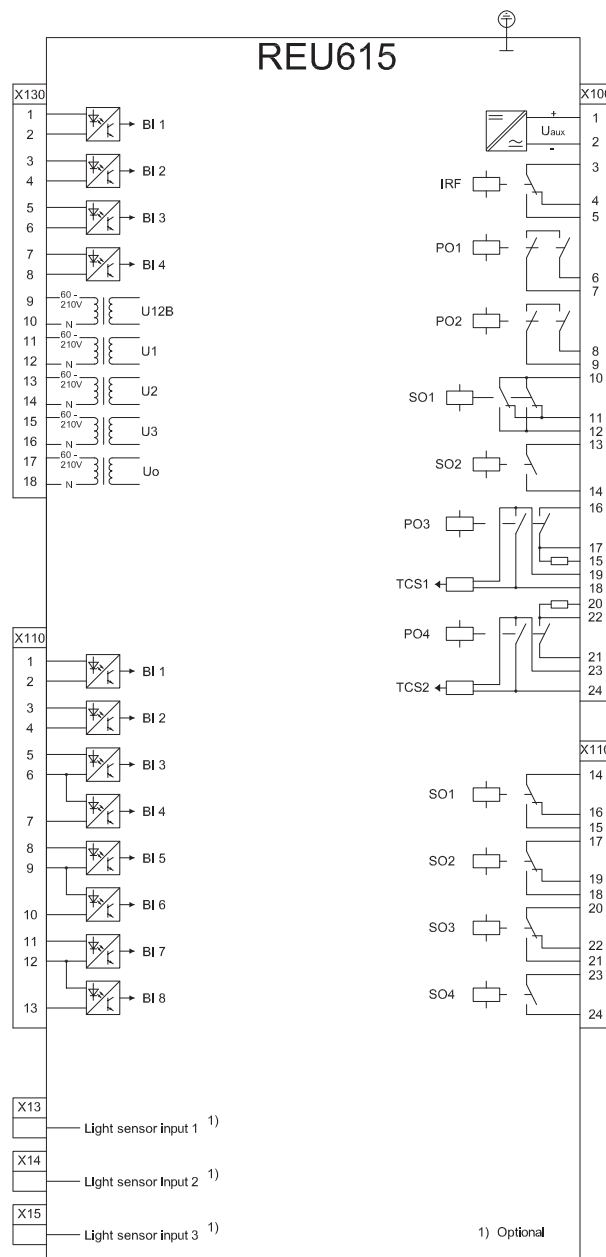 REU615
X130
1
2
BI 1
3
4
BI 2
5
6
BI 3
7
8
BI 4
9
60 -
210V
10
N
U12B
11
60 -
210V
12
N
U1
13
60 -
210V
14
N
U2
15
60 -
210V
16
N
U3
17
60 -
210V
18
N
Uo
X110
1
2
BI 1
3
4
BI 2
5
6
BI 3
7
BI 4
8
9
BI 5
10
BI 6
11
12
BI 7
13
BI 8
X13
Light sensor input 1 1)
X14
Light sensor input 2 1)
X15
Light sensor input 3 1)
X100
1
+
Uaux
2
-
IRF
3
4
5
PO1
6
7
PO2
8
9
SO1
10
11
12
SO2
13
14
PO3
16
17
15
19
18
TCS1
20
22
PO4
21
23
TCS2
24
X110
SO1
14
16
15
SO2
17
19
18
SO3
20
22
21
SO4
23
24
1) Optional